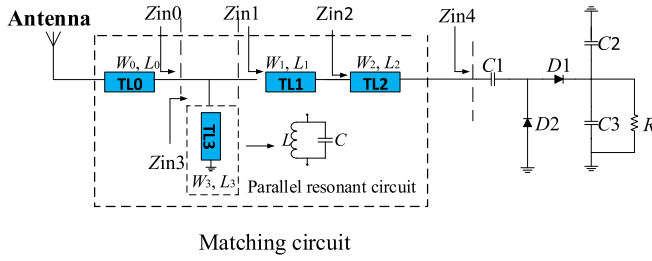 Antenna
Zin0
Zin1
Zin2
Zin4
W₀, L₀
W₁, L₁
W₂, L₂
TL0
TL1
TL2
C1
D1
C2
Zin3
TL3
L
C
D2
C3
R
W₃, L₃
Parallel resonant circuit
Matching circuit